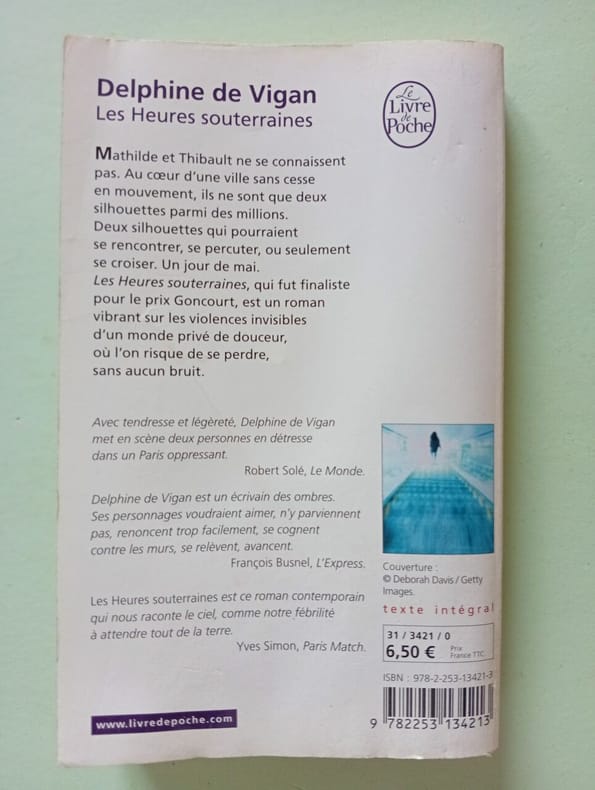 Delphine de Vigan
Les Heures souterraines
Le
Livre
de
Poche
Mathilde et Thibault ne se connaissent
pas. Au cœur d'une ville sans cesse
en mouvement, ils ne sont que deux
silhouettes parmi des millions.
Deux silhouettes qui pourraient
se rencontrer, se percuter, ou seulement
se croiser. Un jour de mai.
Les Heures souterraines, qui fut finaliste
pour le prix Goncourt, est un roman
vibrant sur les violences invisibles
d'un monde privé de douceur,
où l'on risque de se perdre,
sans aucun bruit.
Avec tendresse et légèreté, Delphine de Vigan
met en scène deux personnes en détresse
dans un Paris oppressant.
Robert Solé, Le Monde.
Delphine de Vigan est un écrivain des ombres.
Ses personnages voudraient aimer, n'y parviennent
pas, renoncent trop facilement, se cognent
contre les murs, se relèvent, avancent.
François Busnel, L'Express.
Les Heures souterraines est ce roman contemporain
qui nous raconte le ciel, comme notre fébrilité
à attendre tout de la terre.
Yves Simon, Paris Match.
www.livredepoche.com
Couverture :
© Deborah Davis / Getty
Images.
texte intégral
31 / 3421 / 0
6,50 € Prix
France TTC
ISBN : 978-2-253-13421-3
9 782253 134213